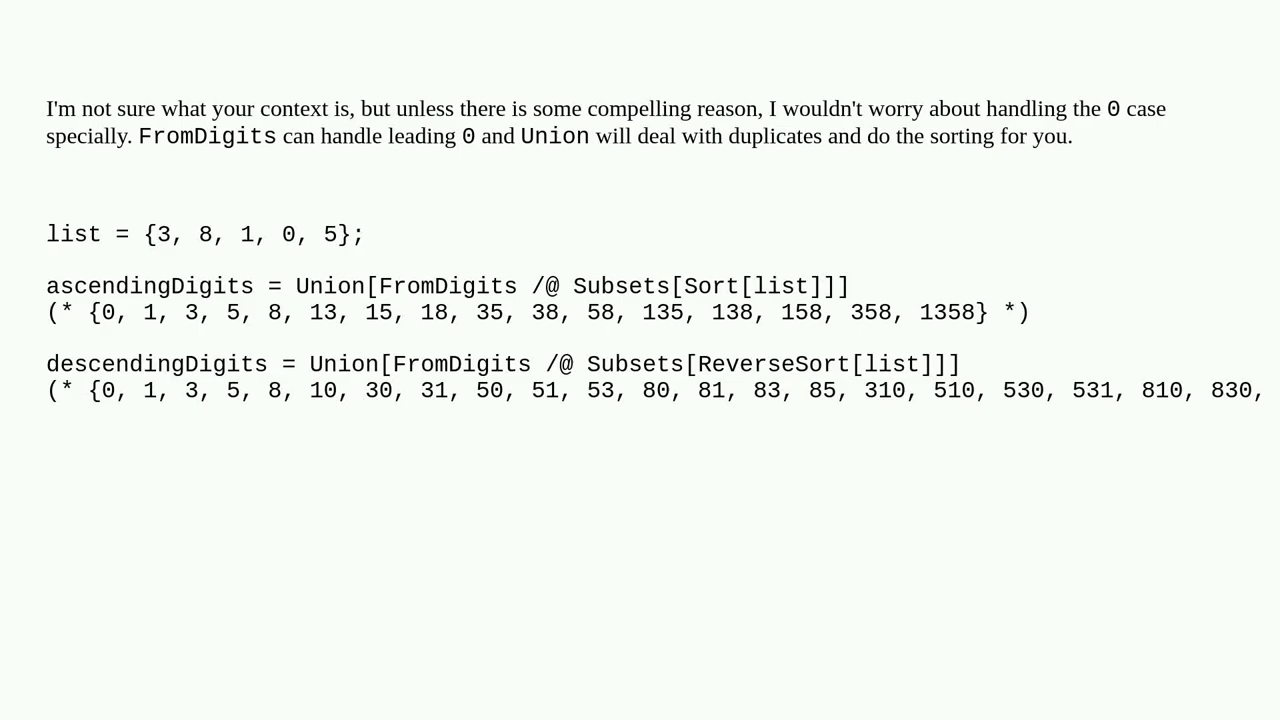 I'm not sure what your context is, but unless there is some compelling reason, I wouldn't worry about handling the 0 case
specially. FromDigits can handle leading 0 and Union will deal with duplicates and do the sorting for you.
list = {3, 8, 1, 0, 5};
ascendingDigits = Union[FromDigits /@ Subsets[Sort[list]]]
(* {0, 1, 3, 5, 8, 13, 15, 18, 35, 38, 58, 135, 138, 158, 358, 1358} *)
descendingDigits = Union[FromDigits /@ Subsets[ReverseSort[list]]]
(* {0, 1, 3, 5, 8, 10, 30, 31, 50, 51, 53, 80, 81, 83, 85, 310, 510, 530, 531, 810, 830,